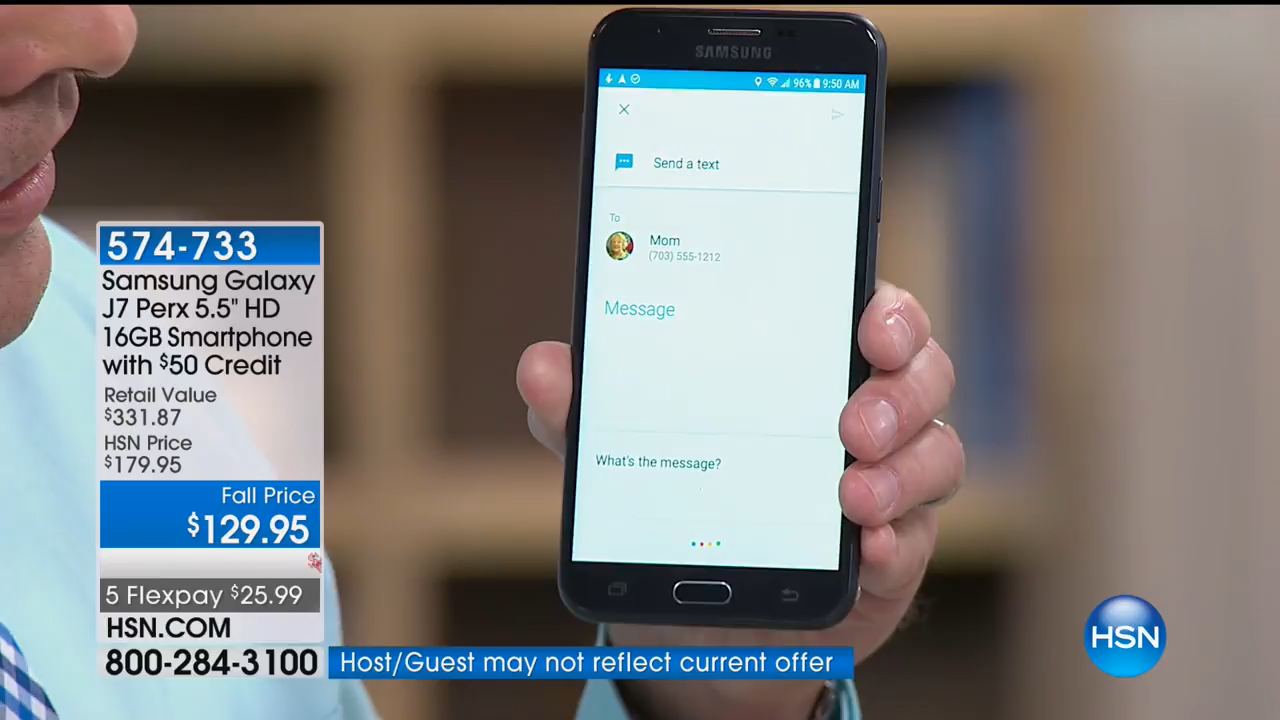 SAMSUNG
96% 9:50 AM
Send a text
To
Mom
(703) 555-1212
Message
What's the message?
574-733
Samsung Galaxy
J7 Perx 5.5" HD
16GB Smartphone
with $50 Credit
Retail Value
$331.87
HSN Price
$179.95
Fall Price
$129.95
5 Flexpay $25.99
HSN.COM
800-284-3100
Host/Guest may not reflect current offer
HSN